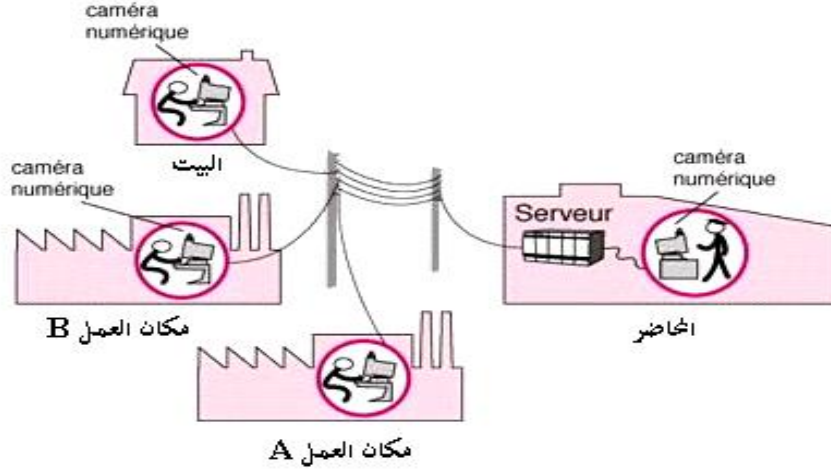 caméra
numérique
البيت
caméra
numérique
caméra
numérique
Serveur
مكان العمل B
المحاضر
مكان العمل A